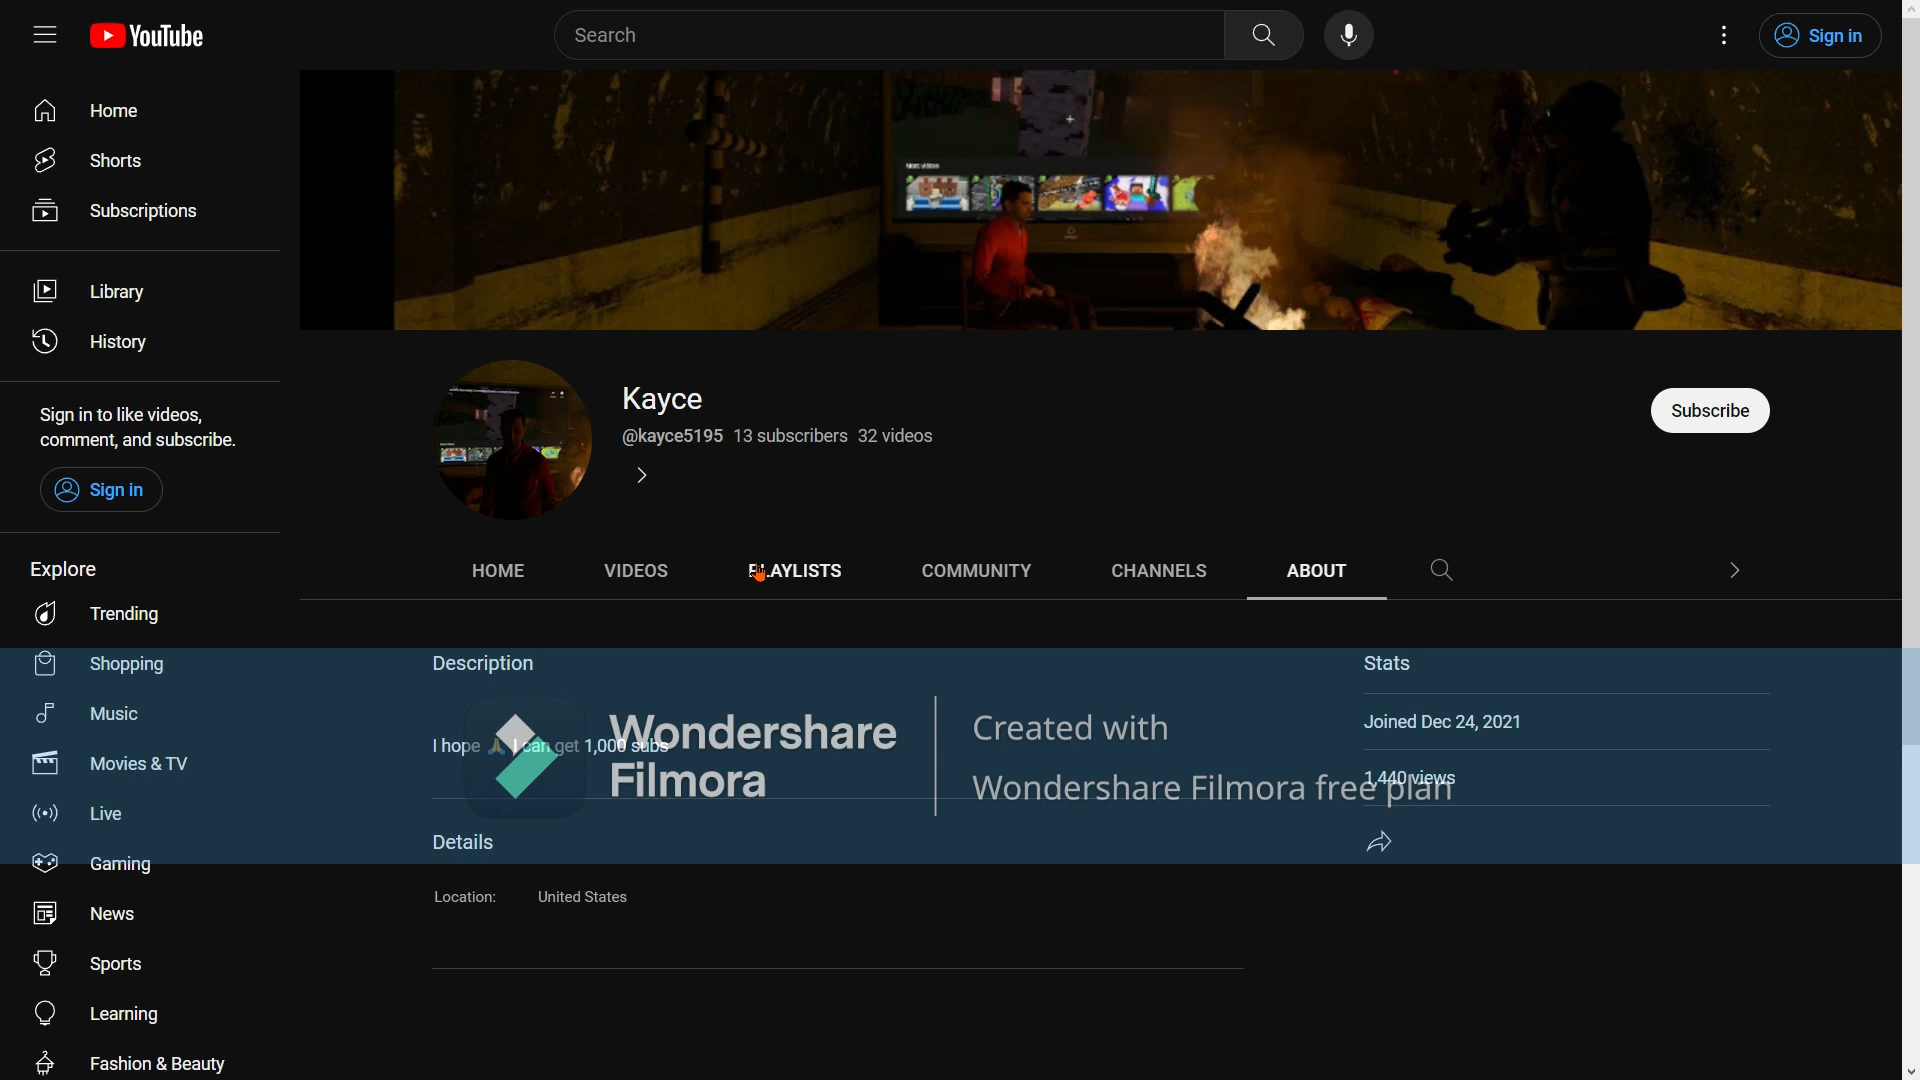 YouTube
Search
Sign in
Home
Shorts
Subscriptions
Library
History
Sign in to like videos,
comment, and subscribe.
Sign in
Explore
Trending
Shopping
Music
Movies & TV
Live
Gaming
News
Sports
Learning
Fashion & Beauty
Kayce
@kayce5195 13 subscribers 32 videos
Subscribe
HOME VIDEOS PLAYLISTS COMMUNITY CHANNELS ABOUT
Description
I hope 🙏 I can get 1,000 subs
Details
Location: United States
Stats
Joined Dec 24, 2021
1,440 views
Wondershare
Filmora
Created with
Wondershare Filmora free plan